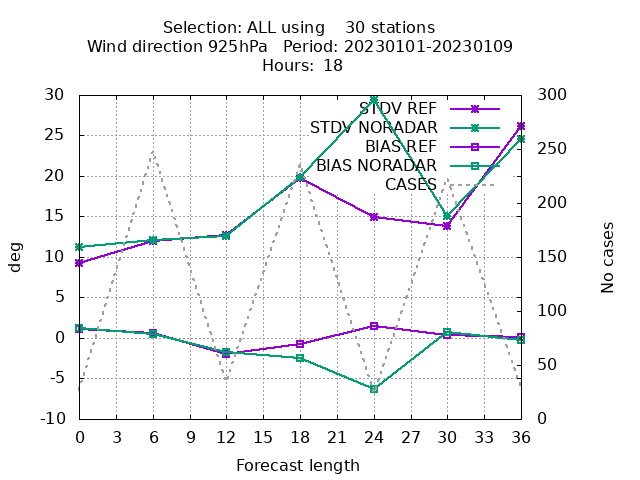 Selection: ALL using    30 stations
Wind direction 925hPa   Period: 20230101-20230109
Hours: 18
30
25
20
15
10
5
0
-5
-10
deg
STDV REF
STDV NORADAR
BIAS REF
BIAS NORADAR
CASES
300
250
200
150
100
50
0
No cases
0 3 6 9 12 15 18 21 24 27 30 33 36
Forecast length